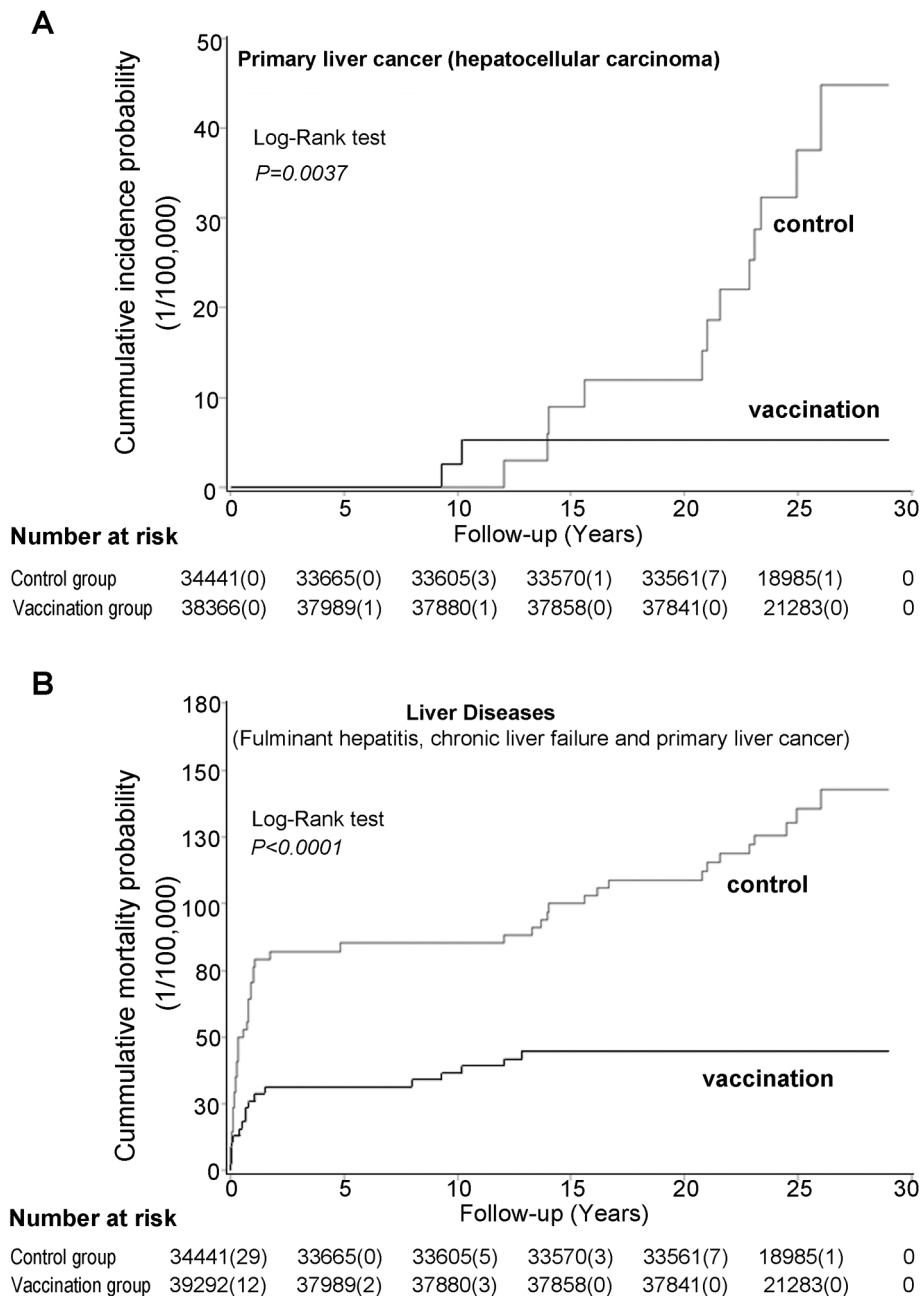 A
Primary liver cancer (hepatocellular carcinoma)
Log-Rank test
P=0.0037
Cummulative incidence probability
(1/100,000)
50
40
30
20
10
0
control
vaccination
0 5 10 15 20 25 30
Follow-up (Years)
Number at risk
Control group 34441(0) 33665(0) 33605(3) 33570(1) 33561(7) 18985(1) 0
Vaccination group 38366(0) 37989(1) 37880(1) 37858(0) 37841(0) 21283(0) 0
B
Liver Diseases
(Fulminant hepatitis, chronic liver failure and primary liver cancer)
Log-Rank test
P<0.0001
Cummulative mortality probability
(1/100,000)
180
150
130
100
80
50
30
0
control
vaccination
0 5 10 15 20 25 30
Follow-up (Years)
Number at risk
Control group 34441(29) 33665(0) 33605(5) 33570(3) 33561(7) 18985(1) 0
Vaccination group 39292(12) 37989(2) 37880(3) 37858(0) 37841(0) 21283(0) 0